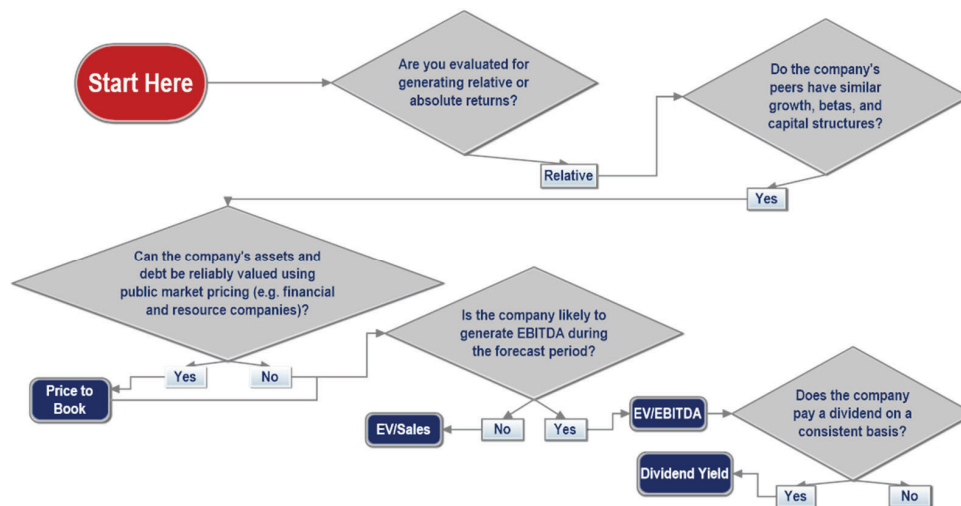 Start Here
Are you evaluated for
generating relative or
absolute returns?
Relative
Do the company's
peers have similar
growth, betas, and
capital structures?
Yes
Can the company's assets and
debt be reliably valued using
public market pricing (e.g. financial
and resource companies)?
Yes
No
Price to
Book
Is the company likely to
generate EBITDA during
the forecast period?
No
Yes
EV/Sales
EV/EBITDA
Does the company
pay a dividend on a
consistent basis?
Yes
No
Dividend Yield